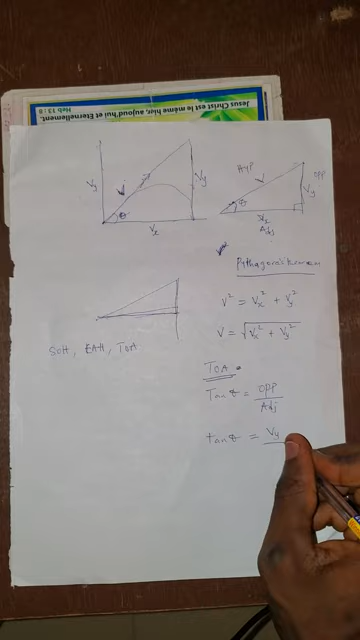 Jesus Christ est le même hier, aujourd'hui et Eternellement.
Heb 13 : 8
Vy
V
θ
Vy
Vx
HYP
OPP
V
Vy
θ
Vx
Adj
Pythagoras theorem
V² = Vx² + Vy²
V = √Vx² + Vy²
SOH, CAH, TOA
TOA
Tan θ = OPP
Adj
tan θ = Vy